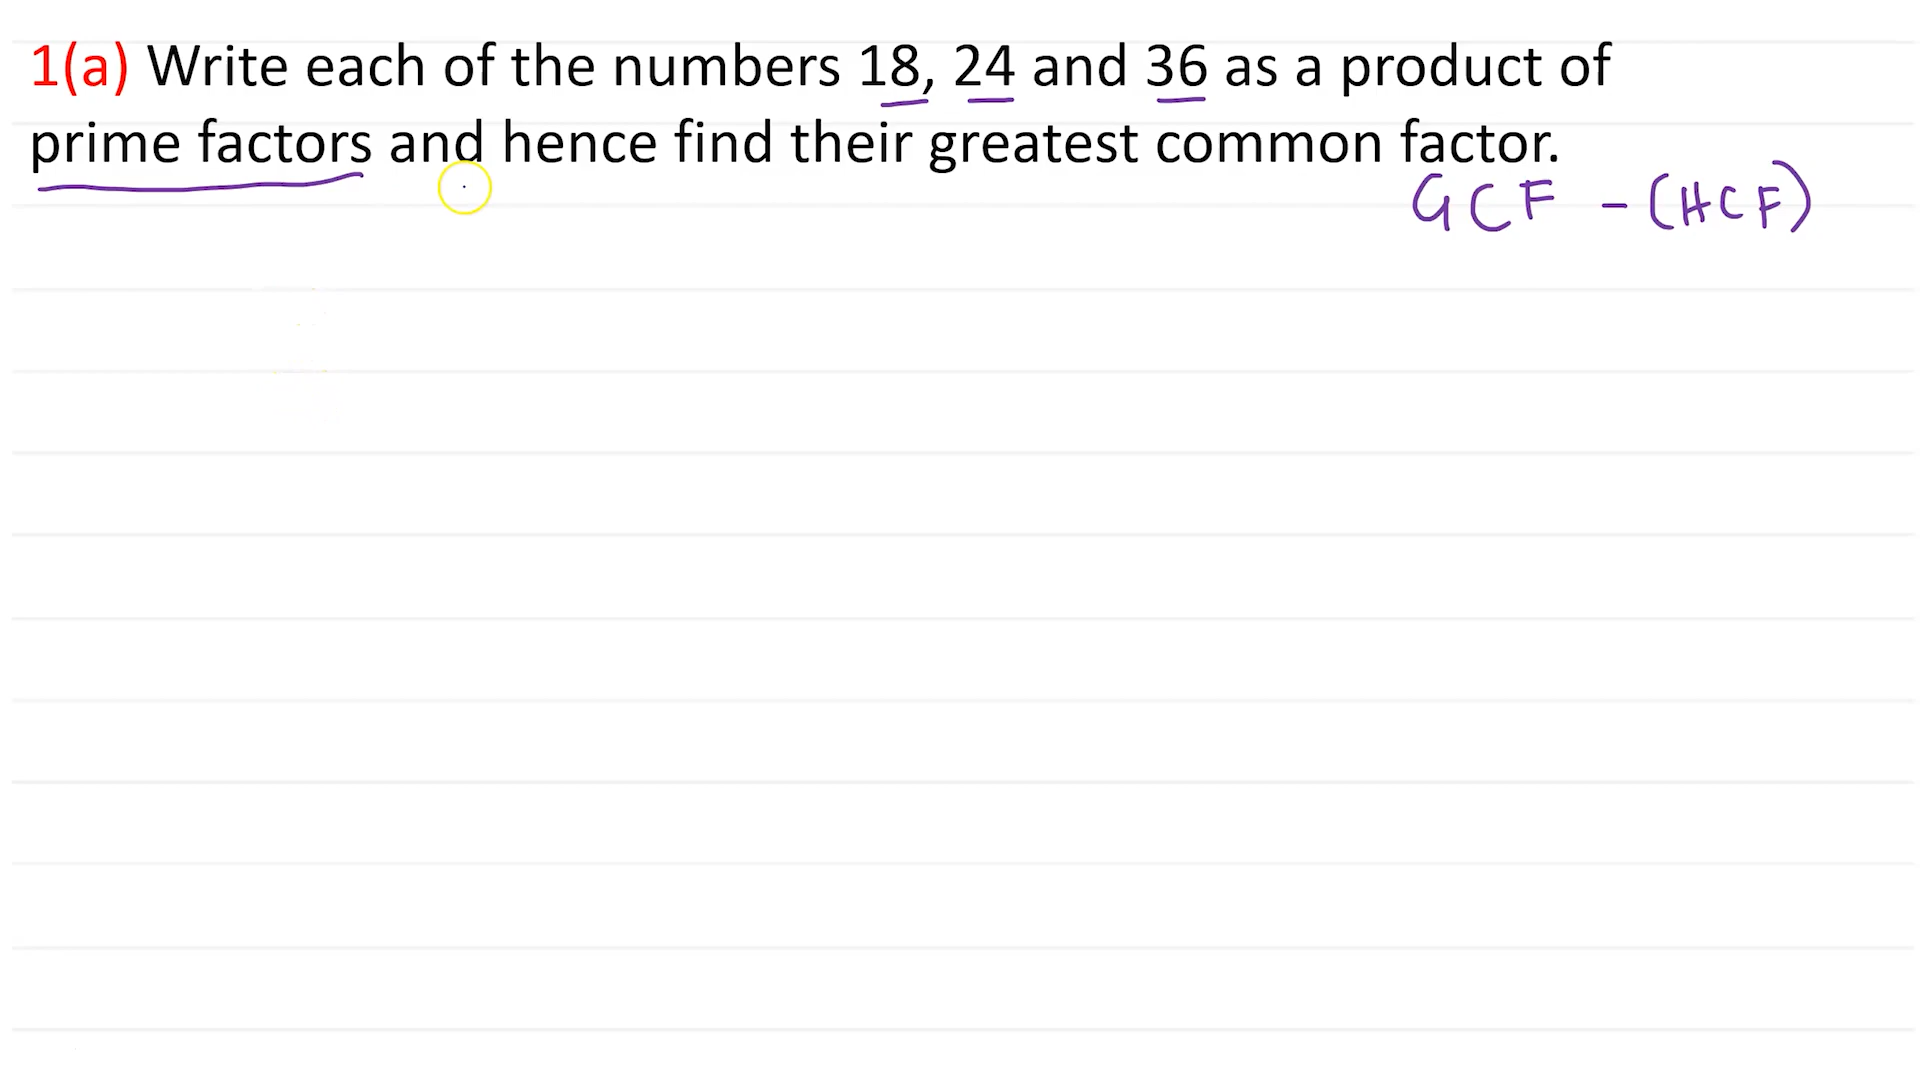 1(a) Write each of the numbers 18, 24 and 36 as a product of
prime factors and hence find their greatest common factor.
GCF - (HCF)